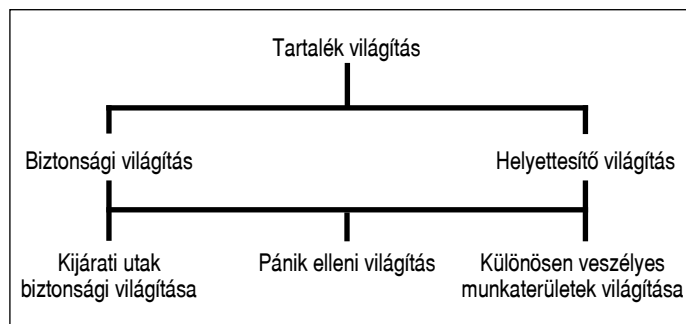 Tartalék világítás
Biztonsági világítás
Helyettesítő világítás
Kijárati utak
biztonsági világítása
Pánik elleni világítás
Különösen veszélyes
munkaterületek világítása